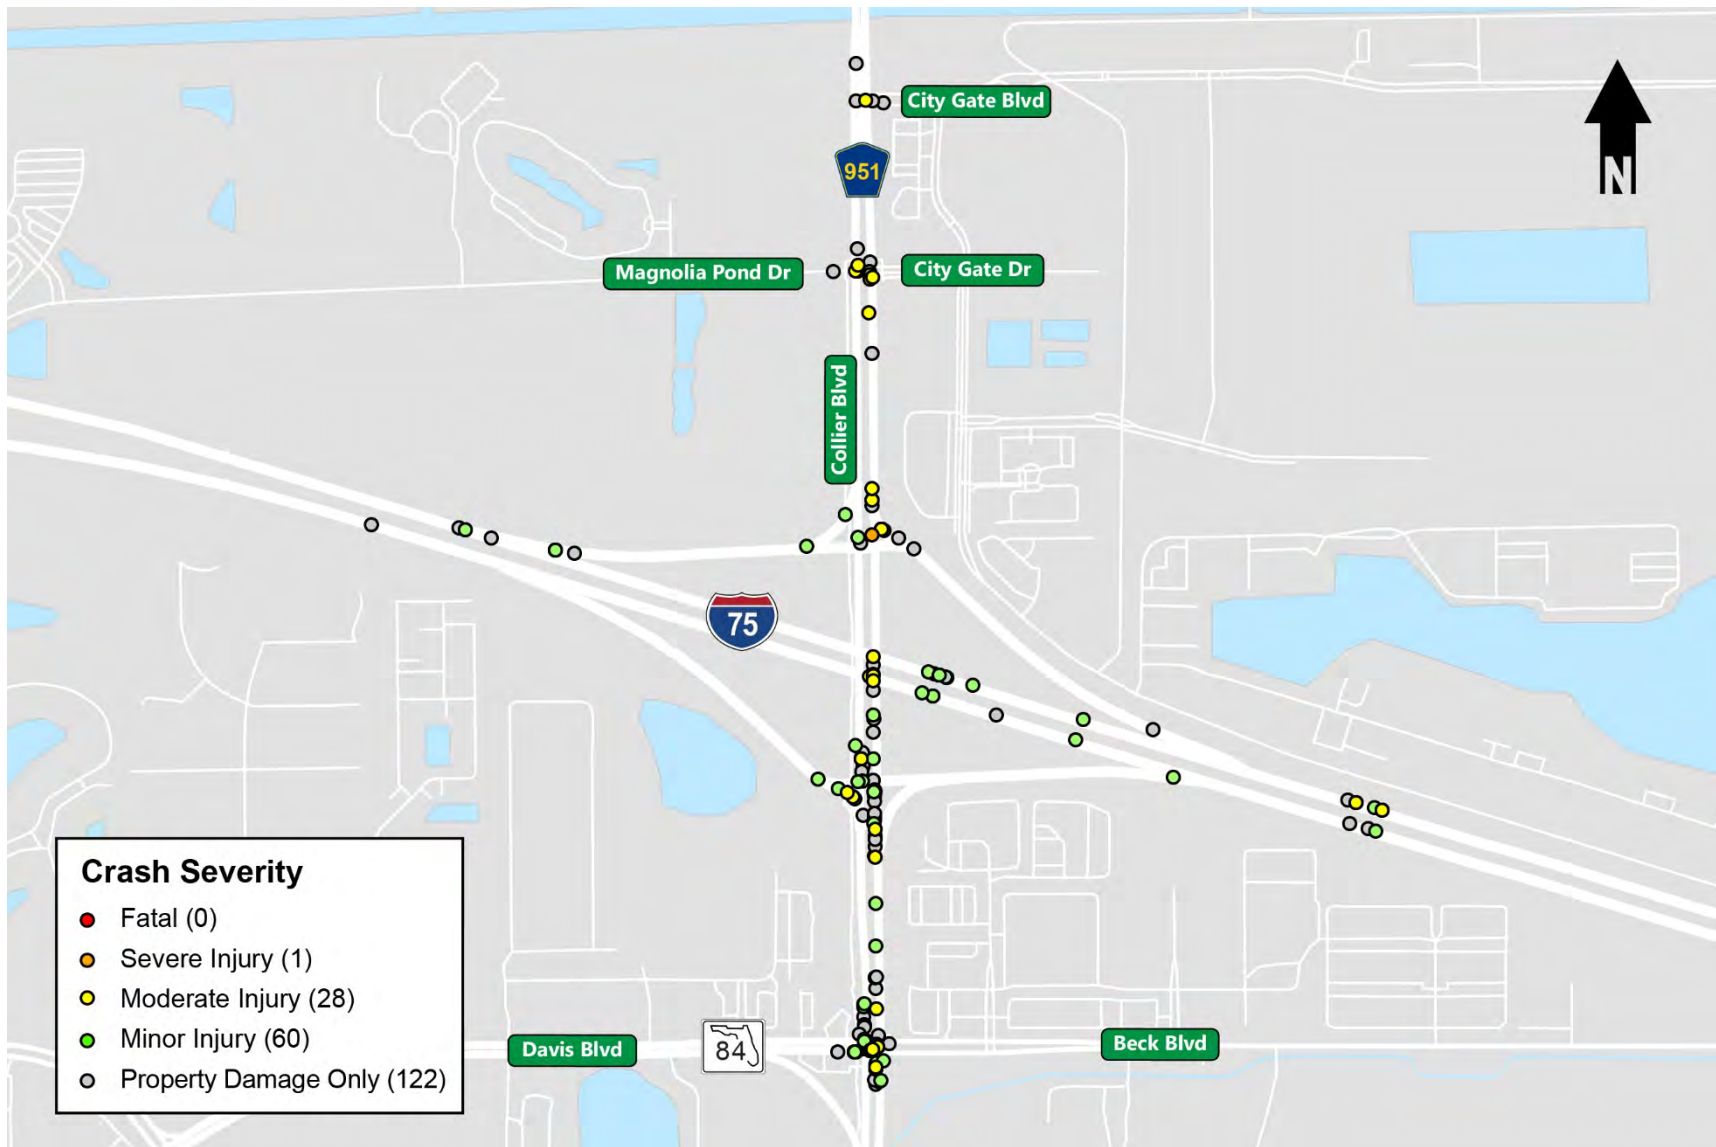 City Gate Blvd
N
951
Magnolia Pond Dr
City Gate Dr
Collier Blvd
75
Crash Severity
Fatal (0)
Severe Injury (1)
Moderate Injury (28)
Minor Injury (60)
Property Damage Only (122)
Davis Blvd
84
Beck Blvd